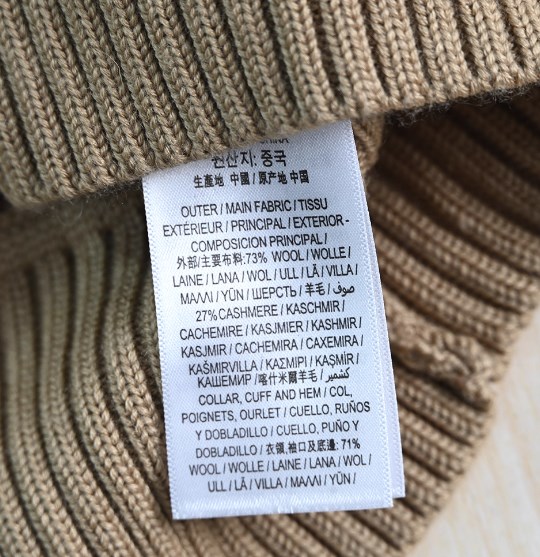 원산지: 중국
生產地 中國 / 原产地 中国
OUTER / MAIN FABRIC / TISSU
EXTÉRIEUR / PRINCIPAL / EXTERIOR -
COMPOSICION PRINCIPAL /
外部/主要布料:73% WOOL / WOLLE /
LAINE / LANA / WOL / ULL / LÃ / VILLA /
ΜΑΛΛΙ / YÜN / ШЕРСТЬ / 羊毛 / صوف
27% CASHMERE / KASCHMIR /
CACHEMIRE / KASJMIER / KASHMIR /
KASJMIR / CACHEMIRA / CAXEMIRA /
KAŠMIRVILLA / ΚΑΣΜΙΡΙ / KAŞMİR /
КАШЕМИР / 喀什米爾羊毛 / كشمير
COLLAR, CUFF AND HEM / COL,
POIGNETS, OURLET / CUELLO, RUÑOS
Y DOBLADILLO / CUELLO, PUÑO Y
DOBLADILLO / 衣領,袖口及底邊: 71%
WOOL / WOLLE / LAINE / LANA / WOL /
ULL / LÃ / VILLA / ΜΑΛΛΙ / YÜN /